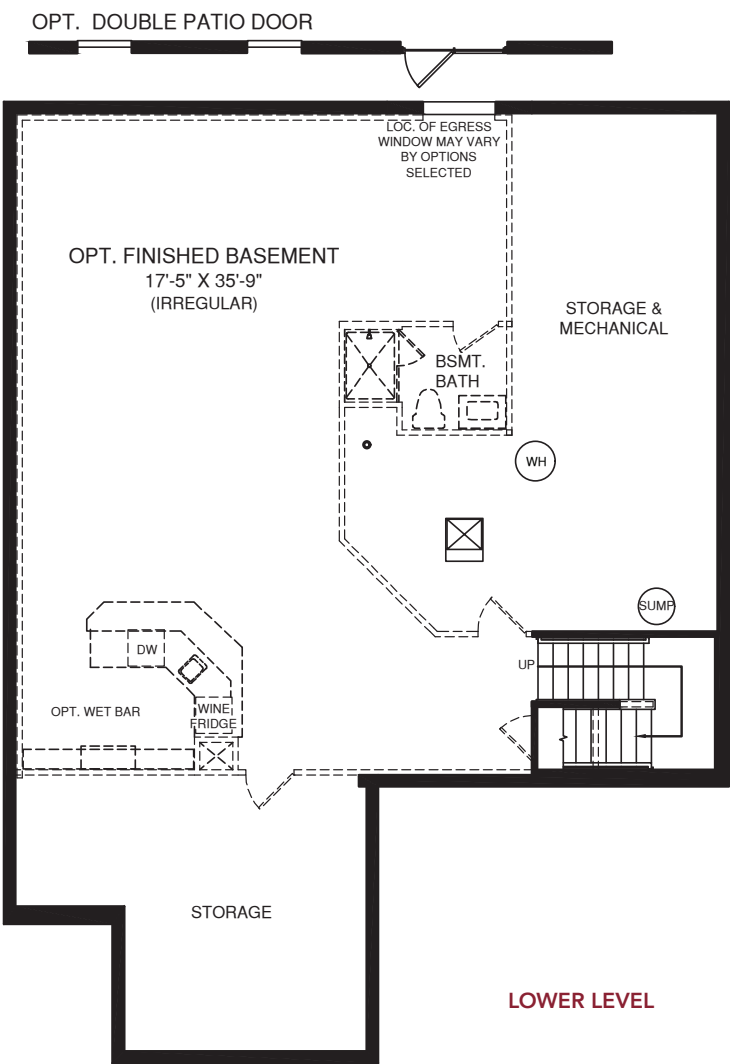 OPT. DOUBLE PATIO DOOR
LOC. OF EGRESS
WINDOW MAY VARY
BY OPTIONS
SELECTED
OPT. FINISHED BASEMENT
17'-5" X 35'-9"
(IRREGULAR)
STORAGE &
MECHANICAL
BSMT.
BATH
WH
SUMP
UP
DW
WINE
FRIDGE
OPT. WET BAR
STORAGE
LOWER LEVEL